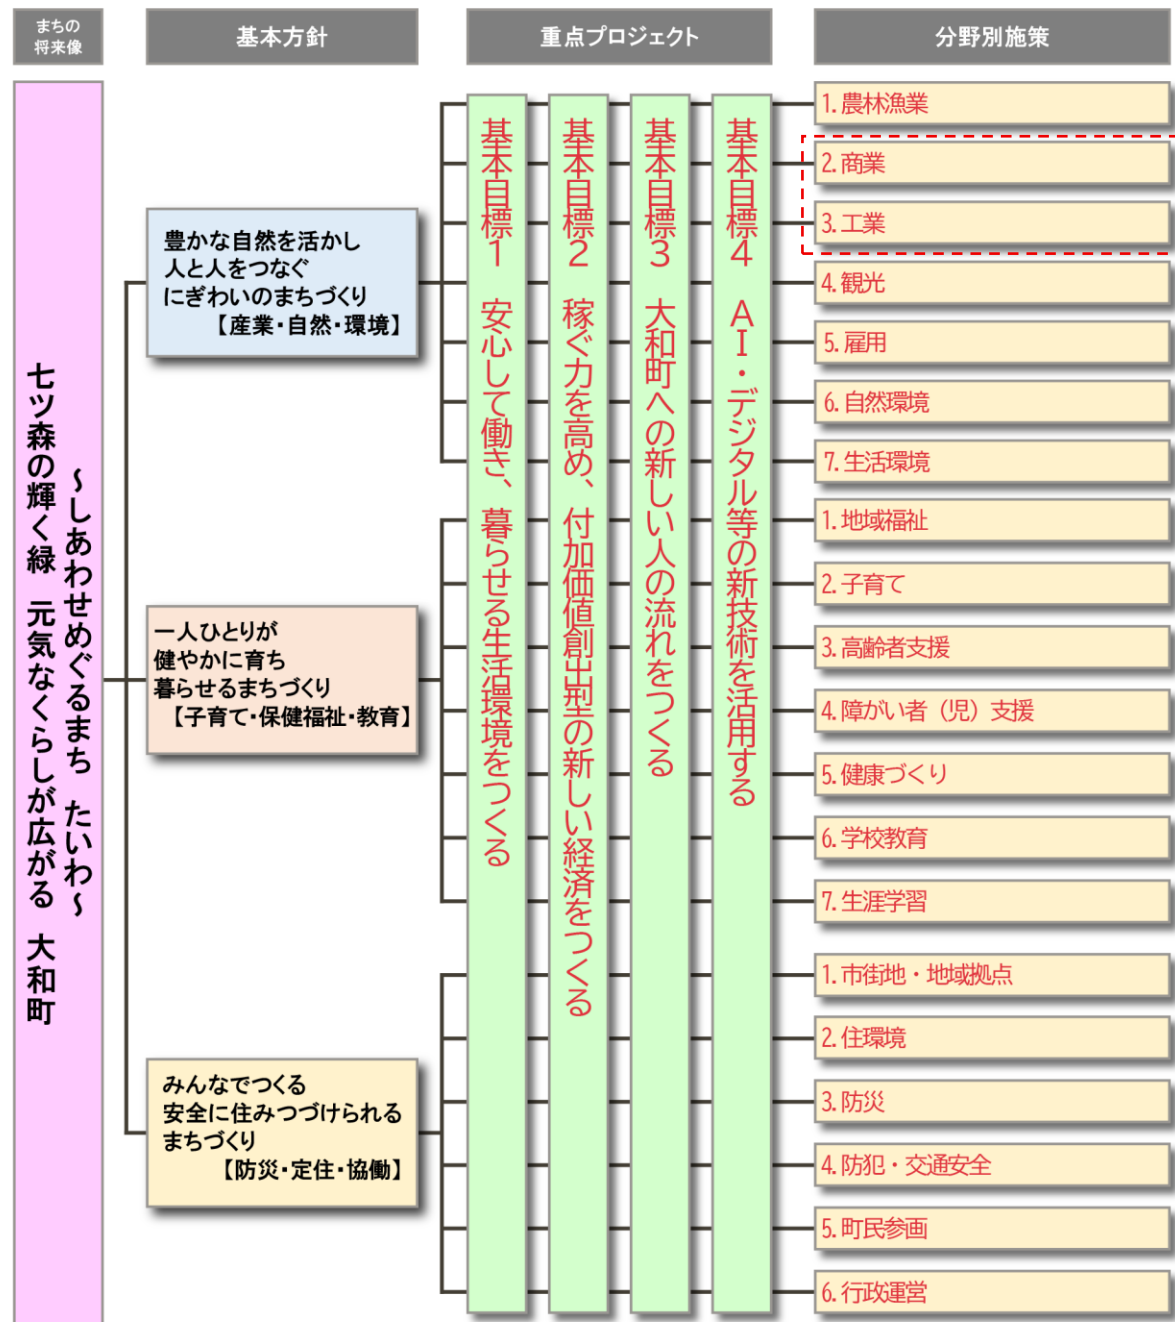 まちの
将来像
基本方針
重点プロジェクト
分野別施策
七ツ森の輝く緑　元気なくらしが広がる　大和町
～しあわせめぐるまち　たいわ～
豊かな自然を活かし
人と人をつなぐ
にぎわいのまちづくり
【産業・自然・環境】
一人ひとりが
健やかに育ち
暮らせるまちづくり
【子育て・保健福祉・教育】
みんなでつくる
安全に住みつづけられる
まちづくり
【防災・定住・協働】
基本目標１　安心して働き、暮らせる生活環境をつくる
基本目標２　稼ぐ力を高め、付加価値創出型の新しい経済をつくる
基本目標３　大和町への新しい人の流れをつくる
基本目標４　ＡＩ・デジタル等の新技術を活用する
1. 農林漁業
2. 商業
3. 工業
4. 観光
5. 雇用
6. 自然環境
7. 生活環境
1. 地域福祉
2. 子育て
3. 高齢者支援
4. 障がい者（児）支援
5. 健康づくり
6. 学校教育
7. 生涯学習
1. 市街地・地域拠点
2. 住環境
3. 防災
4. 防犯・交通安全
5. 町民参画
6. 行政運営